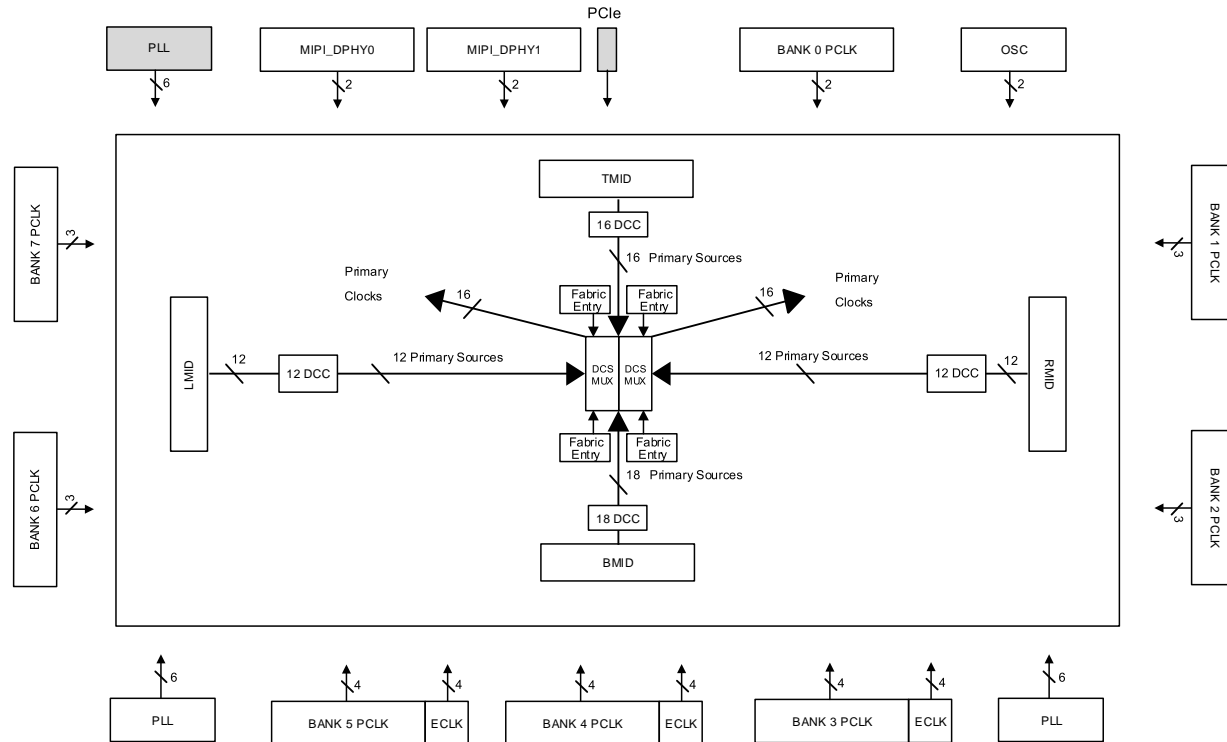 PCIe
PLL
MIPI_DPHY0
MIPI_DPHY1
BANK 0 PCLK
OSC
6
2
2
2
2
TMID
BANK 7 PCLK
3
16 DCC
BANK 1 PCLK
3
16 Primary Sources
Primary
Clocks
16
Fabric
Entry
Fabric
Entry
16
Primary
Clocks
LMID
12
12 DCC
12 Primary Sources
DCS
MUX
DCS
MUX
12 Primary Sources
12 DCC
12
RMID
Fabric
Entry
Fabric
Entry
18 Primary Sources
BANK 6 PCLK
3
18 DCC
BANK 2 PCLK
3
BMID
6
4
4
4
4
4
4
6
PLL
BANK 5 PCLK
ECLK
BANK 4 PCLK
ECLK
BANK 3 PCLK
ECLK
PLL